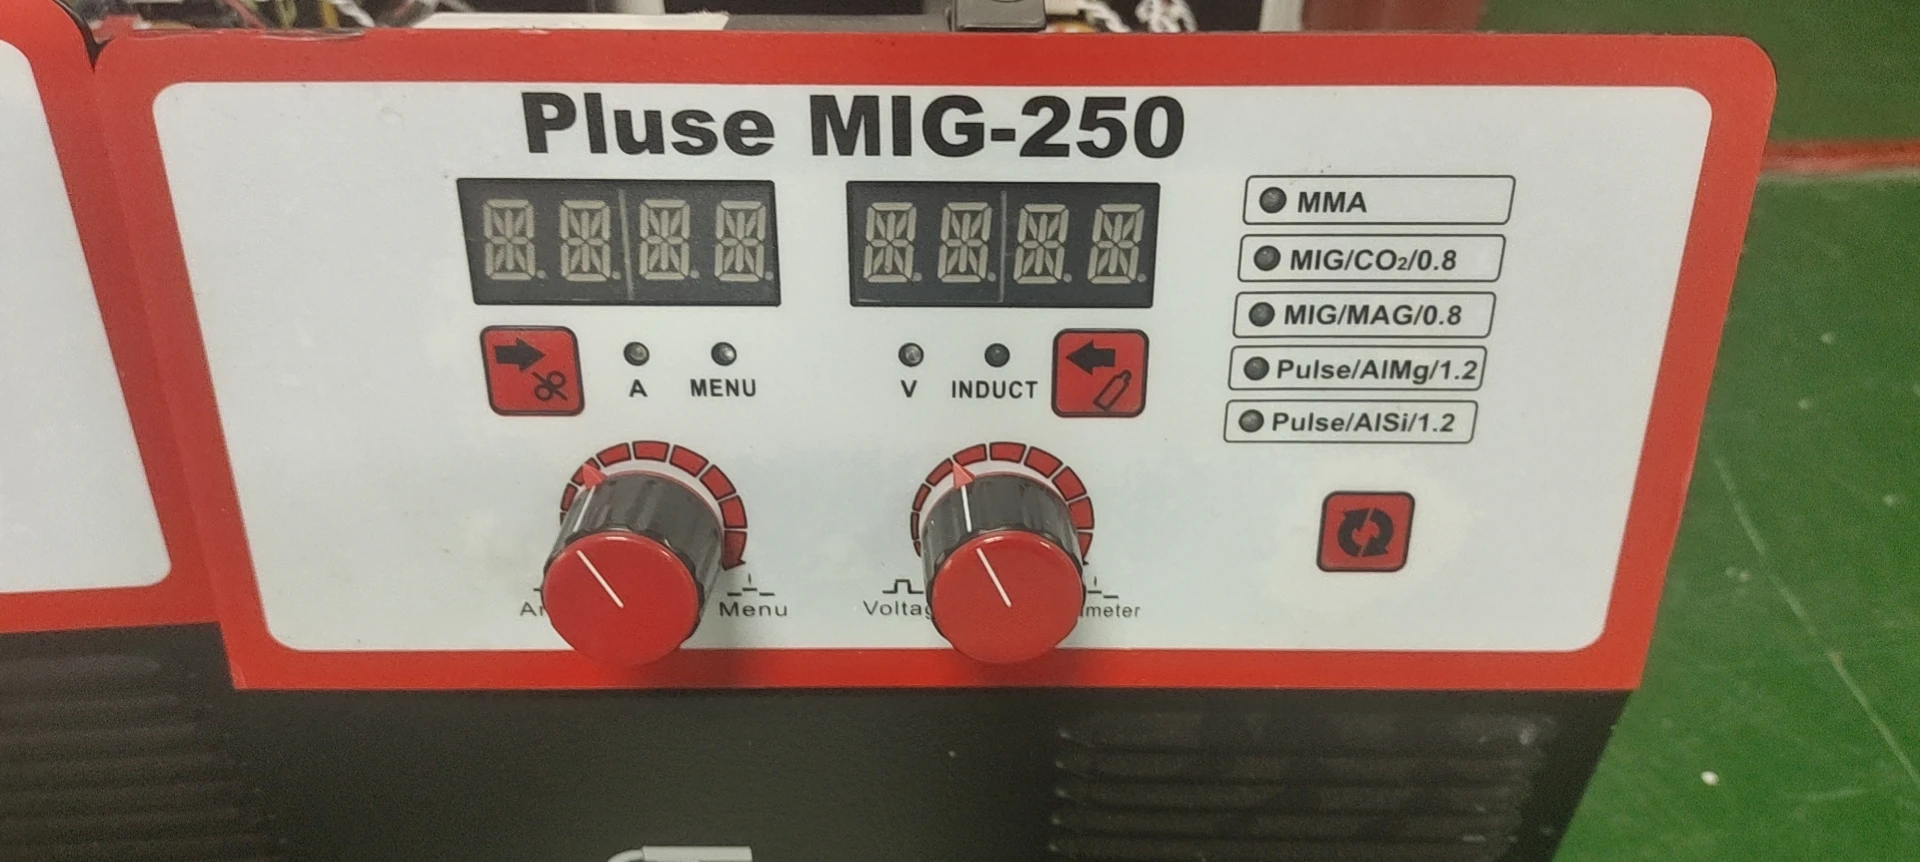 Pluse MIG-250
MMA
MIG/CO₂/0.8
MIG/MAG/0.8
Pulse/AlMg/1.2
Pulse/AlSi/1.2
A MENU
V INDUCT
Menu